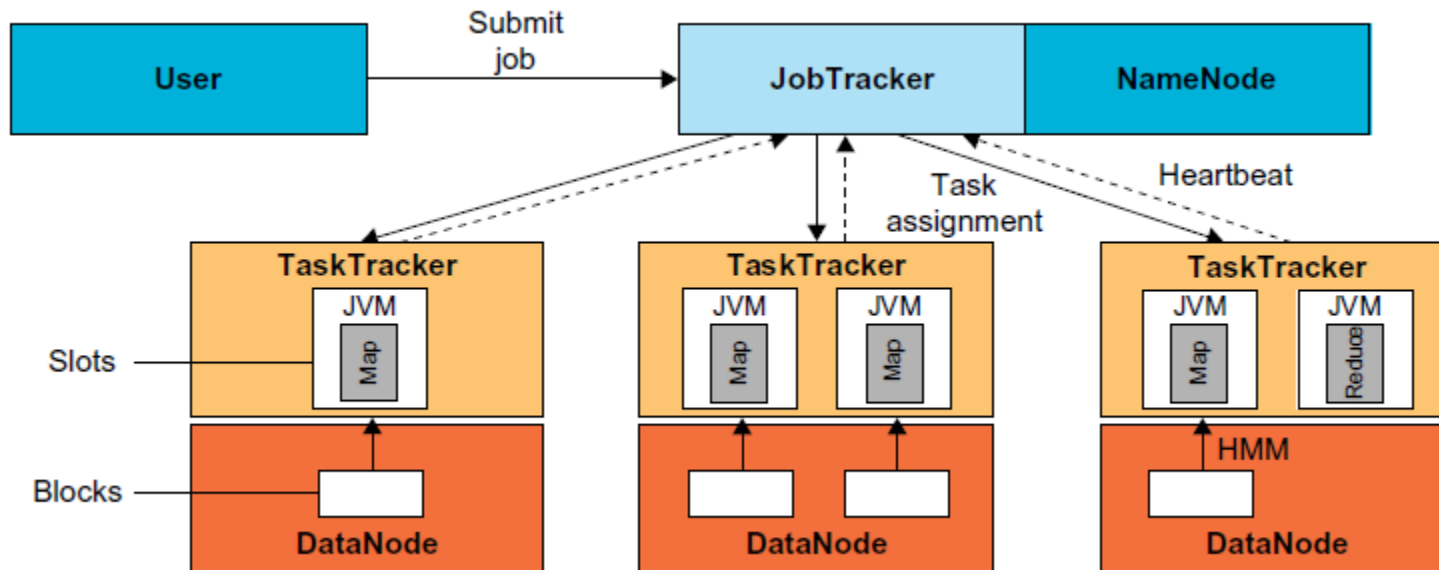 Submit
job
User
JobTracker
NameNode
Task
assignment
Heartbeat
TaskTracker
TaskTracker
TaskTracker
JVM
JVM
JVM
JVM
JVM
Slots
Map
Map
Map
Map
Reduce
HMM
Blocks
DataNode
DataNode
DataNode